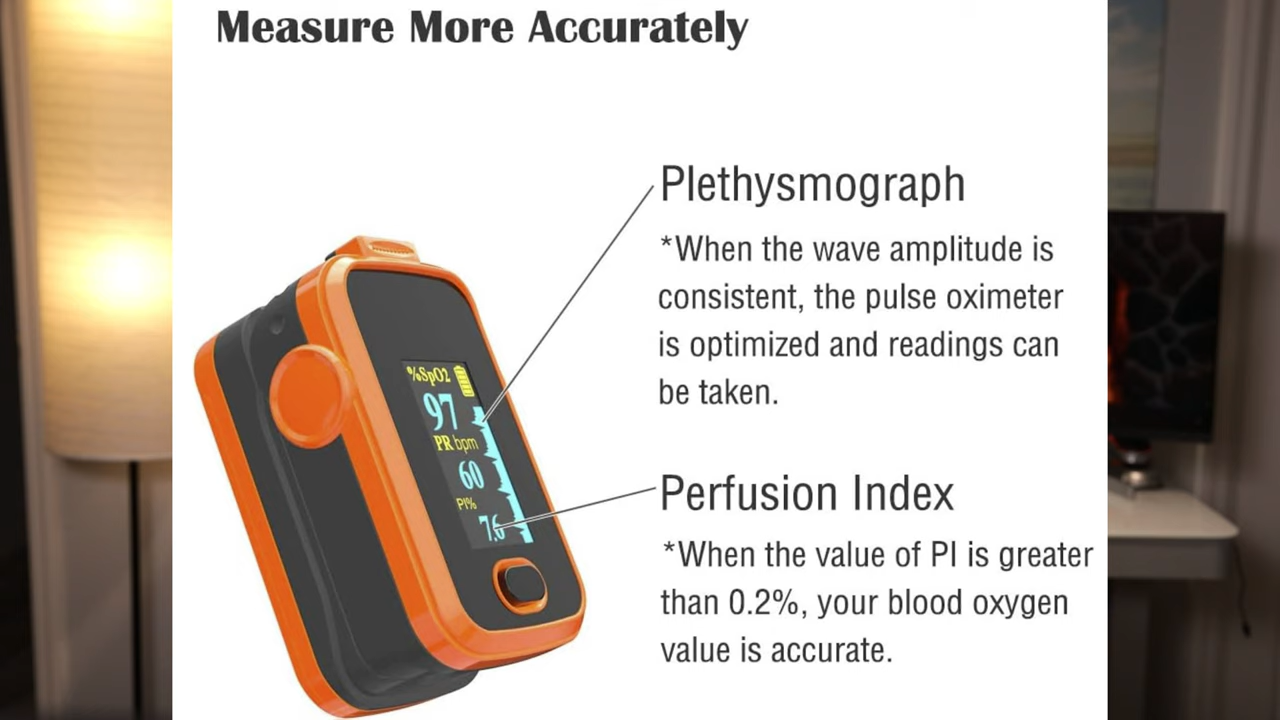 Measure More Accurately
Plethysmograph
*When the wave amplitude is
consistent, the pulse oximeter
is optimized and readings can
be taken.
%SpO2
97
PR bpm
60
PI%
7.6
Perfusion Index
*When the value of PI is greater
than 0.2%, your blood oxygen
value is accurate.